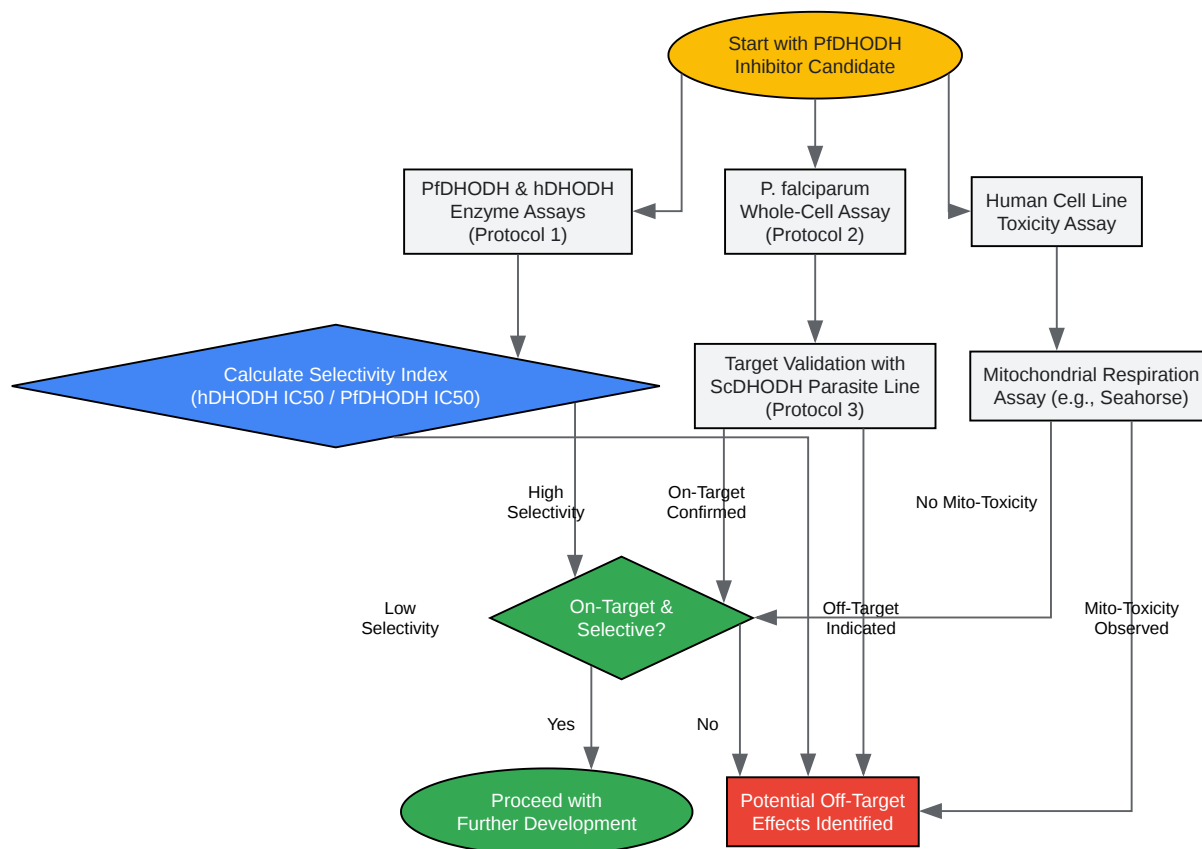 Start with PfDHODH
Inhibitor Candidate
PfDHODH & hDHODH
Enzyme Assays
(Protocol 1)
P. falciparum
Whole-Cell Assay
(Protocol 2)
Human Cell Line
Toxicity Assay
Calculate Selectivity Index
(hDHODH IC50 / PfDHODH IC50)
Target Validation with
ScDHODH Parasite Line
(Protocol 3)
Mitochondrial Respiration
Assay (e.g., Seahorse)
High
Selectivity
On-Target
Confirmed
No Mito-Toxicity
Low
Selectivity
On-Target &
Selective?
Off-Target
Indicated
Mito-Toxicity
Observed
Yes
No
Proceed with
Further Development
Potential Off-Target
Effects Identified